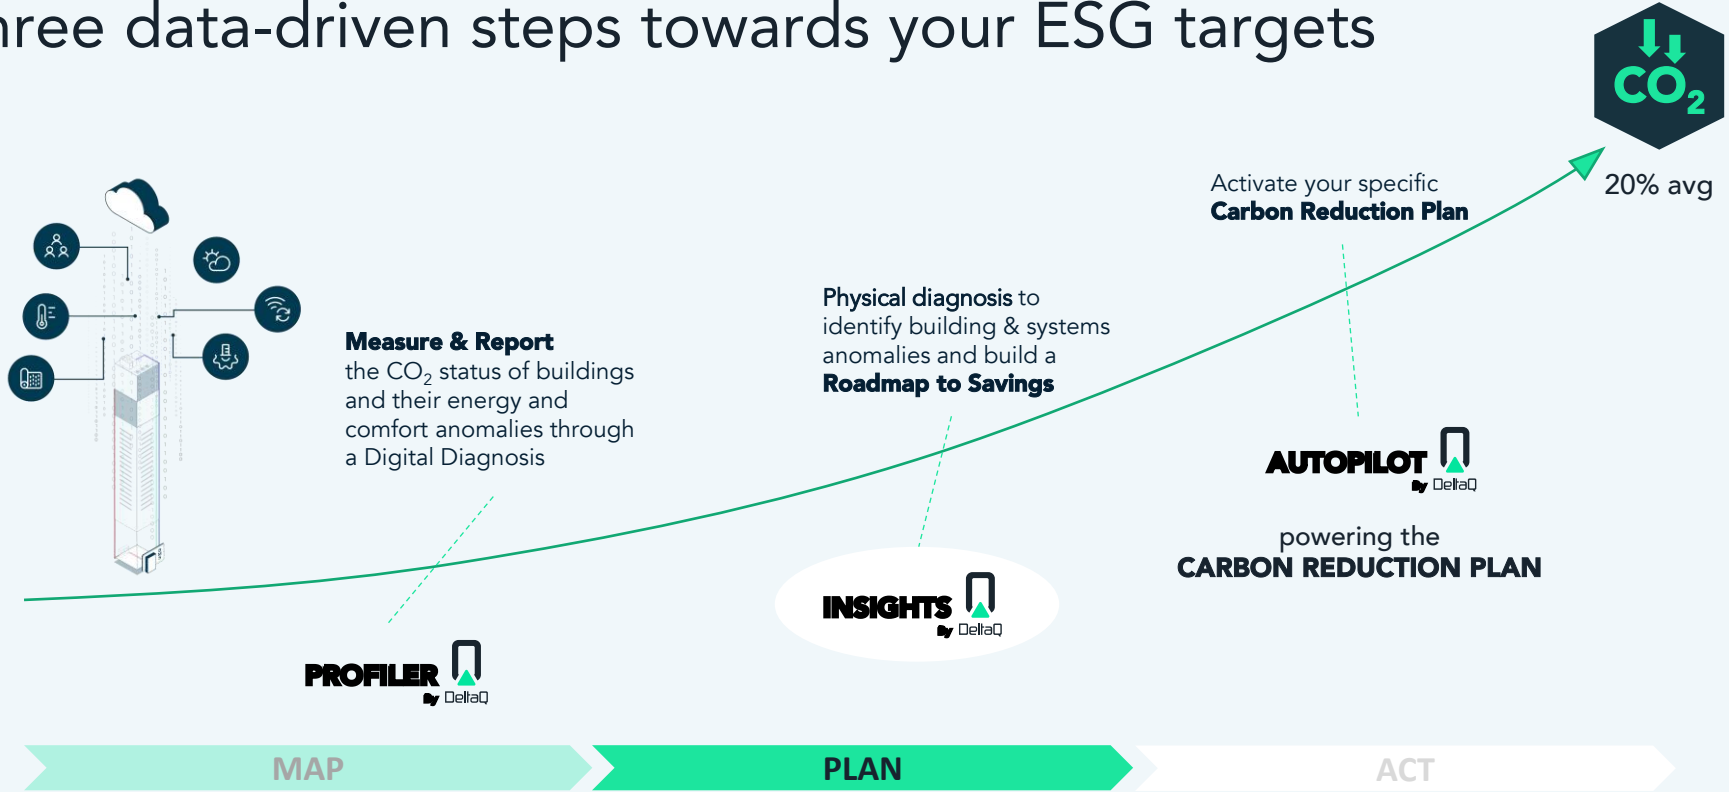 hree data-driven steps towards your ESG targets
CO2
20% avg
Activate your specific
Carbon Reduction Plan
Physical diagnosis to
identify building & systems
anomalies and build a
Roadmap to Savings
Measure & Report
the CO2 status of buildings
and their energy and
comfort anomalies through
a Digital Diagnosis
AUTOPILOT
By DeltaQ
powering the
CARBON REDUCTION PLAN
INSIGHTS
By DeltaQ
PROFILER
By DeltaQ
MAP
PLAN
ACT